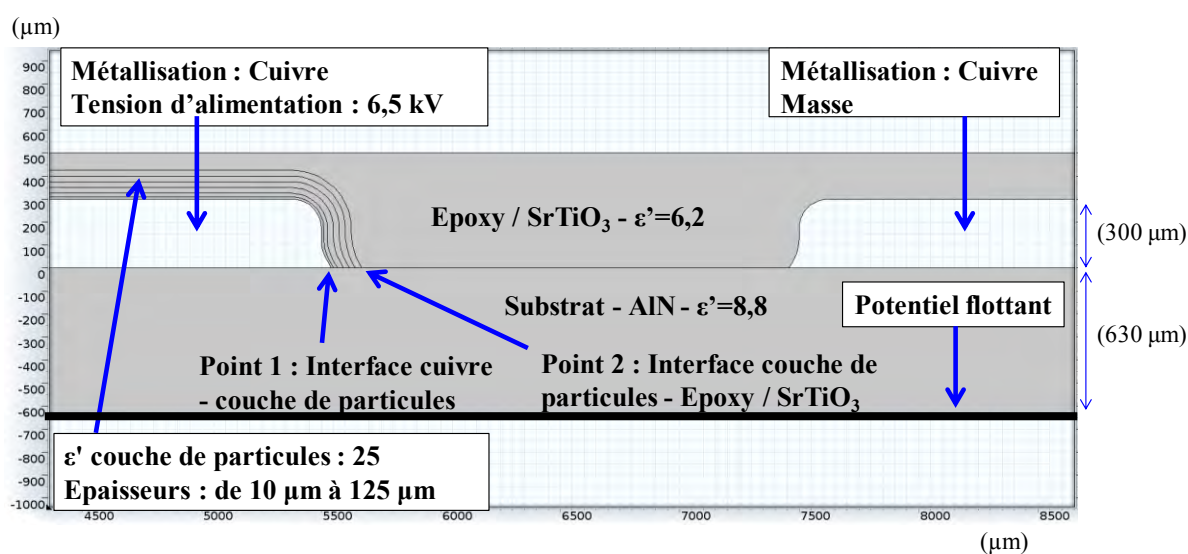 (µm)
Métallisation : Cuivre
Tension d’alimentation : 6,5 kV
Métallisation : Cuivre
Masse
900
800
700
600
500
400
300
200
100
0
-100
-200
-300
-400
-500
-600
-700
-800
-900
-1000
Epoxy / SrTiO₃ - ε’=6,2
(300 µm)
Substrat - AlN - ε’=8,8
Potentiel flottant
(630 µm)
Point 1 : Interface cuivre
- couche de particules
Point 2 : Interface couche de
particules - Epoxy / SrTiO₃
ε' couche de particules : 25
Epaisseurs : de 10 µm à 125 µm
4500 5000 5500 6000 6500 7000 7500 8000 8500
(µm)